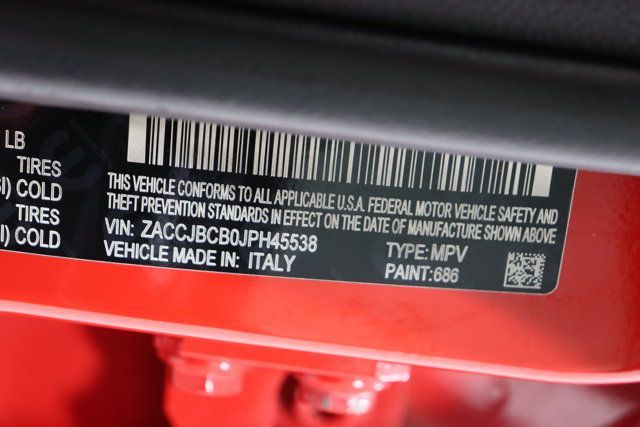 LB
TIRES
COLD
TIRES
COLD
THIS VEHICLE CONFORMS TO ALL APPLICABLE U.S.A. FEDERAL MOTOR VEHICLE SAFETY AND
THEFT PREVENTION STANDARDS IN EFFECT ON THE DATE OF MANUFACTURE SHOWN ABOVE
VIN: ZACCJBCB0JPH45538
TYPE: MPV
VEHICLE MADE IN: ITALY
PAINT: 686